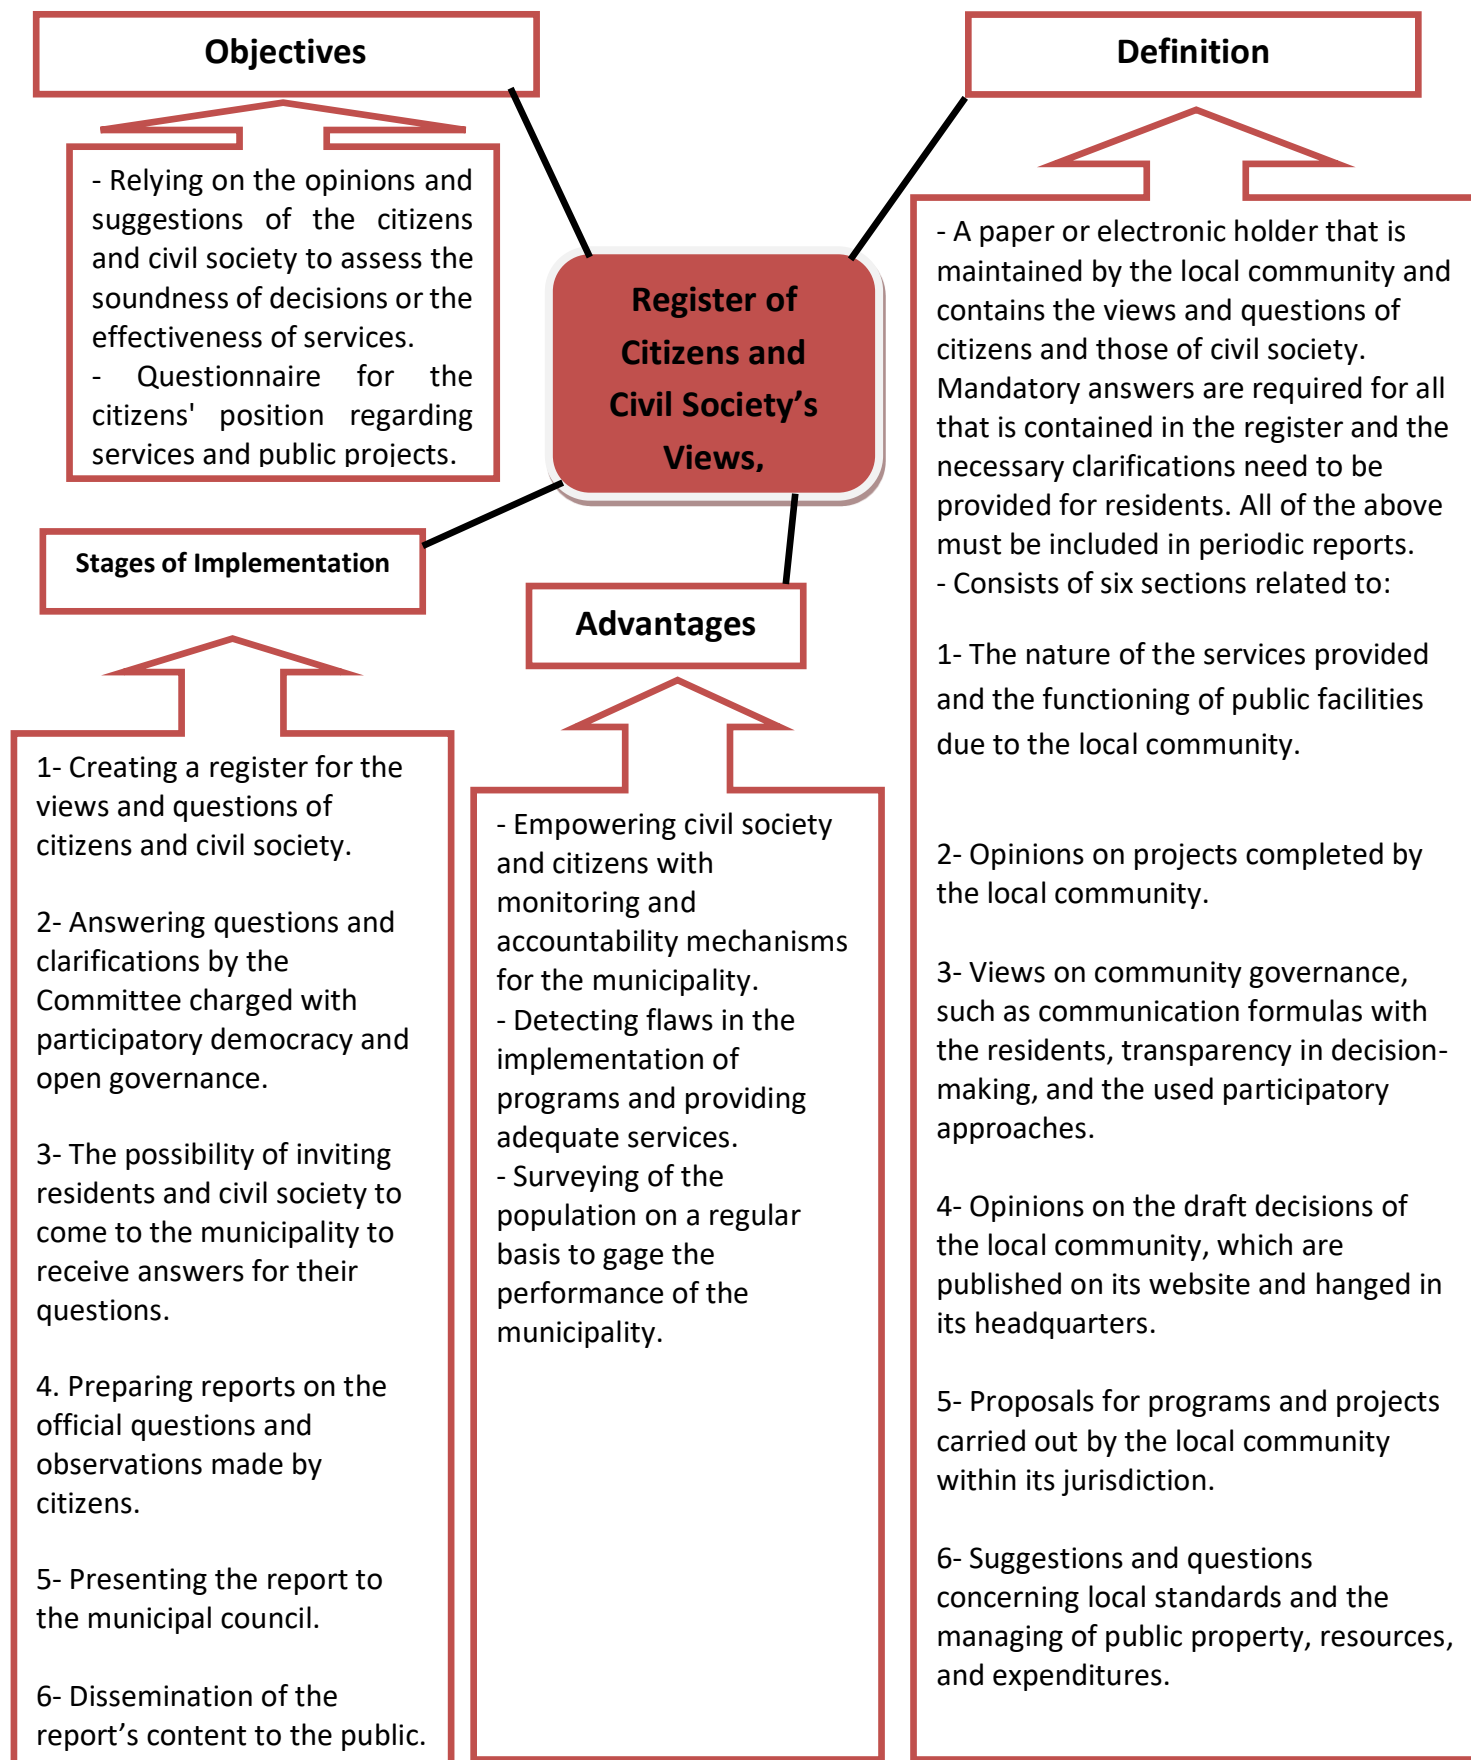 Objectives
- Relying on the opinions and
suggestions of the citizens
and civil society to assess the
soundness of decisions or the
effectiveness of services.
- Questionnaire for the
citizens' position regarding
services and public projects.
Definition
- A paper or electronic holder that is
maintained by the local community and
contains the views and questions of
citizens and those of civil society.
Mandatory answers are required for all
that is contained in the register and the
necessary clarifications need to be
provided for residents. All of the above
must be included in periodic reports.
- Consists of six sections related to:
1- The nature of the services provided
and the functioning of public facilities
due to the local community.
2- Opinions on projects completed by
the local community.
3- Views on community governance,
such as communication formulas with
the residents, transparency in decision-
making, and the used participatory
approaches.
4- Opinions on the draft decisions of
the local community, which are
published on its website and hanged in
its headquarters.
5- Proposals for programs and projects
carried out by the local community
within its jurisdiction.
6- Suggestions and questions
concerning local standards and the
managing of public property, resources,
and expenditures.
Register of
Citizens and
Civil Society’s
Views,
Stages of Implementation
1- Creating a register for the
views and questions of
citizens and civil society.
2- Answering questions and
clarifications by the
Committee charged with
participatory democracy and
open governance.
3- The possibility of inviting
residents and civil society to
come to the municipality to
receive answers for their
questions.
4. Preparing reports on the
official questions and
observations made by
citizens.
5- Presenting the report to
the municipal council.
6- Dissemination of the
report’s content to the public.
Advantages
- Empowering civil society
and citizens with
monitoring and
accountability mechanisms
for the municipality.
- Detecting flaws in the
implementation of
programs and providing
adequate services.
- Surveying of the
population on a regular
basis to gage the
performance of the
municipality.